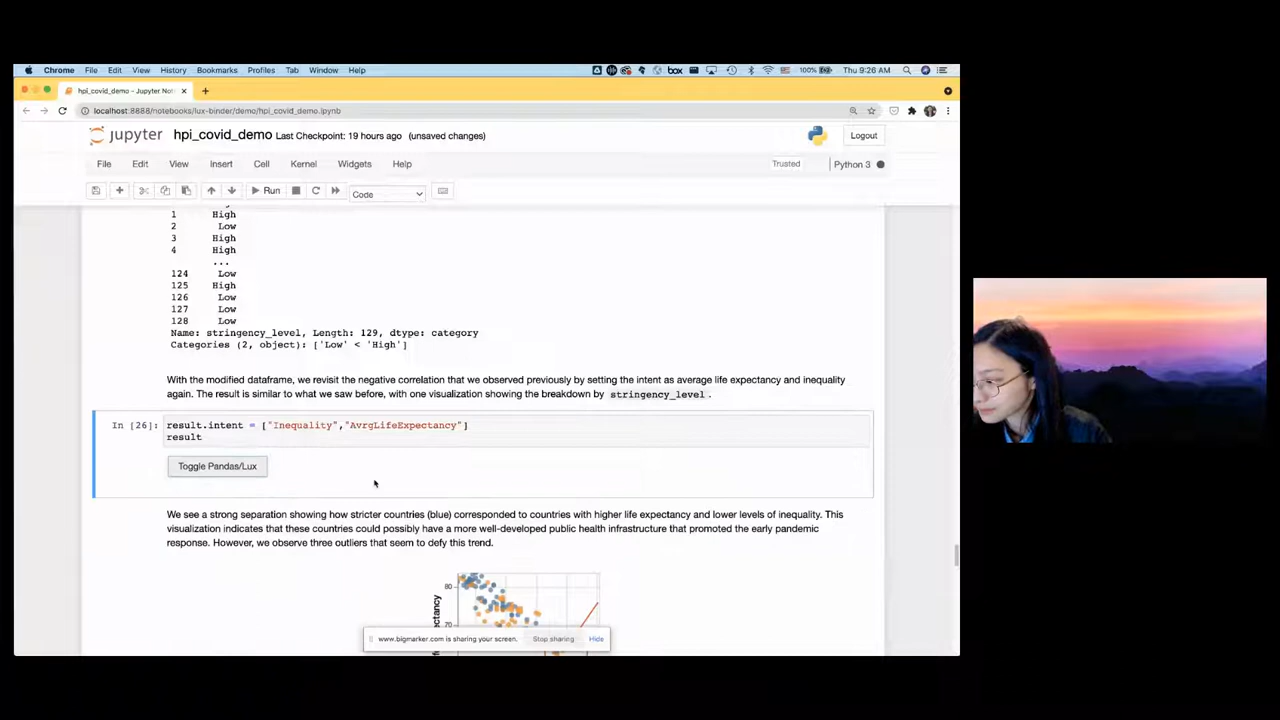 Chrome File Edit View History Bookmarks Profiles Tab Window Help box 100% Thu 9:26 AM
hpi_covid_demo - Jupyter Not
localhost:8888/notebooks/lux-binder/demo/hpi_covid_demo.ipynb
jupyter hpi_covid_demo Last Checkpoint: 19 hours ago (unsaved changes) Logout
File Edit View Insert Cell Kernel Widgets Help Trusted Python 3
Run Code
1 High
2 Low
3 High
4 High
...
124 Low
125 High
126 Low
127 Low
128 Low
Name: stringency_level, Length: 129, dtype: category
Categories (2, object): ['Low' < 'High']
With the modified dataframe, we revisit the negative correlation that we observed previously by setting the intent as average life expectancy and inequality
again. The result is similar to what we saw before, with one visualization showing the breakdown by stringency_level.
In [26]: result.intent = ["Inequality","AvrgLifeExpectancy"]
result
Toggle Pandas/Lux
We see a strong separation showing how stricter countries (blue) corresponded to countries with higher life expectancy and lower levels of inequality. This
visualization indicates that these countries could possibly have a more well-developed public health infrastructure that promoted the early pandemic
response. However, we observe three outliers that seem to defy this trend.
80
70
www.bigmarker.com is sharing your screen. Stop sharing Hide